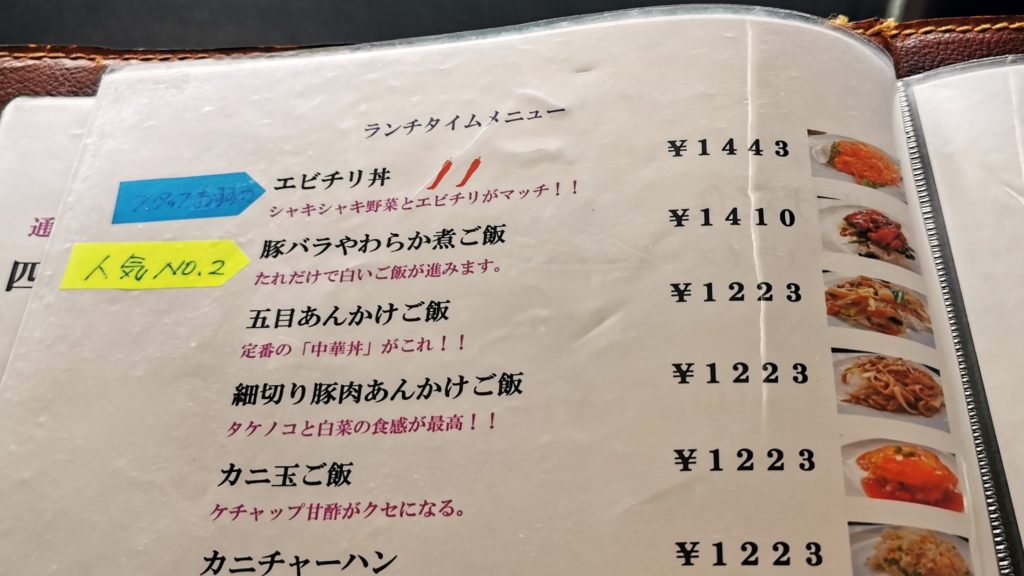 ランチタイムメニュー
スタッフおすすめ
エビチリ丼 ¥1443
シャキシャキ野菜とエビチリがマッチ！！
人気 NO.2
豚バラやわらか煮ご飯 ¥1410
たれだけで白いご飯が進みます。
五目あんかけご飯 ¥1223
定番の「中華丼」がこれ！！
細切り豚肉あんかけご飯 ¥1223
タケノコと白菜の食感が最高！！
カニ玉ご飯 ¥1223
ケチャップ甘酢がクセになる。
カニチャーハン ¥1223
通
四